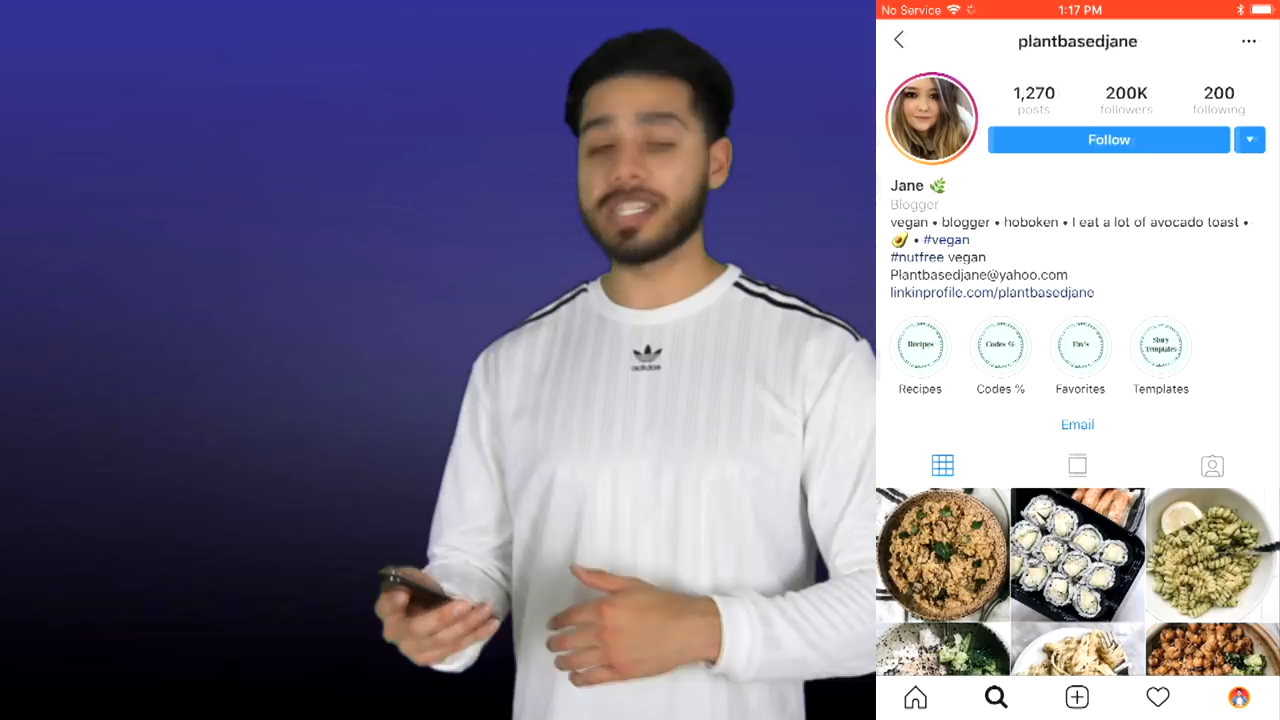 adidas
No Service 1:17 PM
plantbasedjane
1,270 200K 200
posts followers following
Follow
Jane
Blogger
vegan • blogger • hoboken • I eat a lot of avocado toast •
• #vegan
#nutfree vegan
Plantbasedjane@yahoo.com
linkinprofile.com/plantbasedjane
Recipes Codes % Fav's Story
Templates
Recipes Codes % Favorites Templates
Email